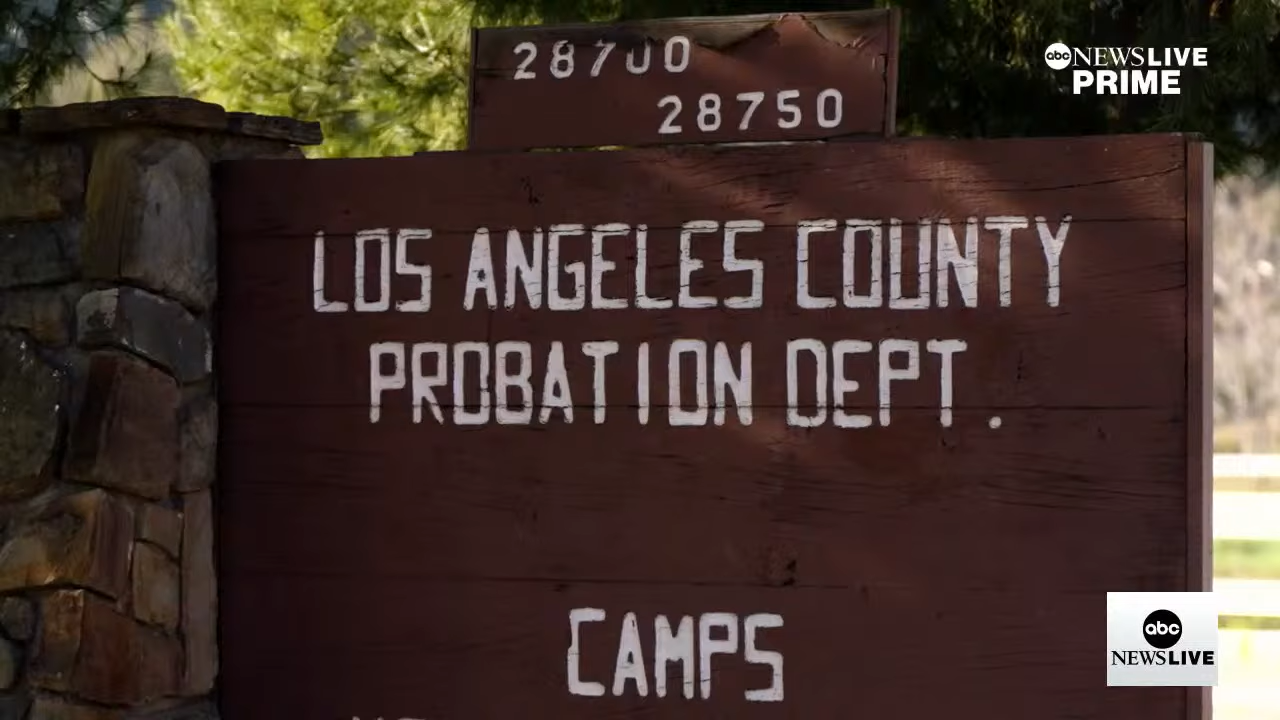 28700
28750
abc NEWS LIVE
PRIME
LOS ANGELES COUNTY
PROBATION DEPT.
CAMPS
abc
NEWS LIVE